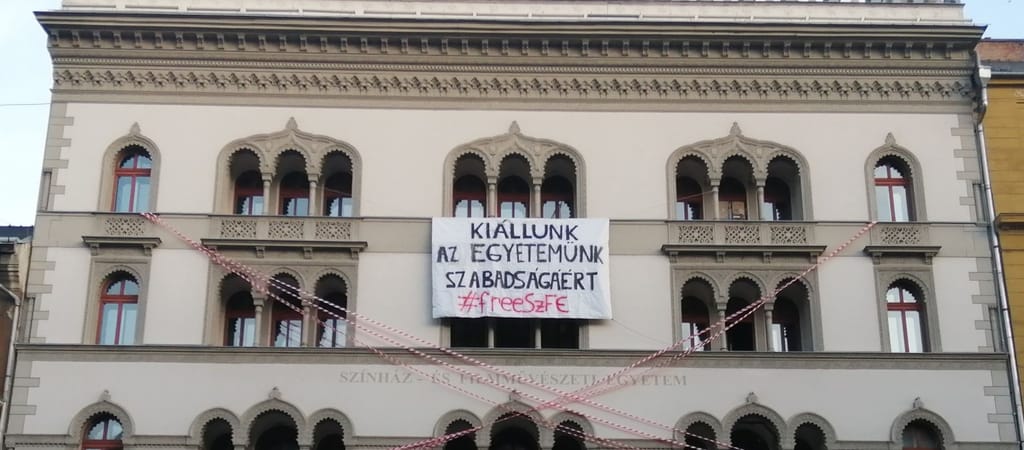 KIÁLLUNK
AZ EGYETEMÜNK
SZABADSÁGÁÉRT
#freeSzFE
SZÍNHÁZ - ÉS FILMMŰVÉSZETI EGYETEM